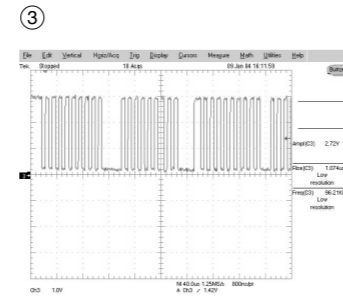 ③
File Edit Vertical Horiz/Acq Trig Display Cursors Measure Math Utilities Help
Tek Stopped 18 Acqs 09 Jan 04 16:11:59
Button
Ampl(C3) 2.72V
Rise(C3) 1.074us
Low
resolution
Freq(C3) 96.21K
Low
resolution
Ch3 1.0V
M 40.0us 1.25MS/s 800ns/pt
A Ch3 ⁄ 1.42V